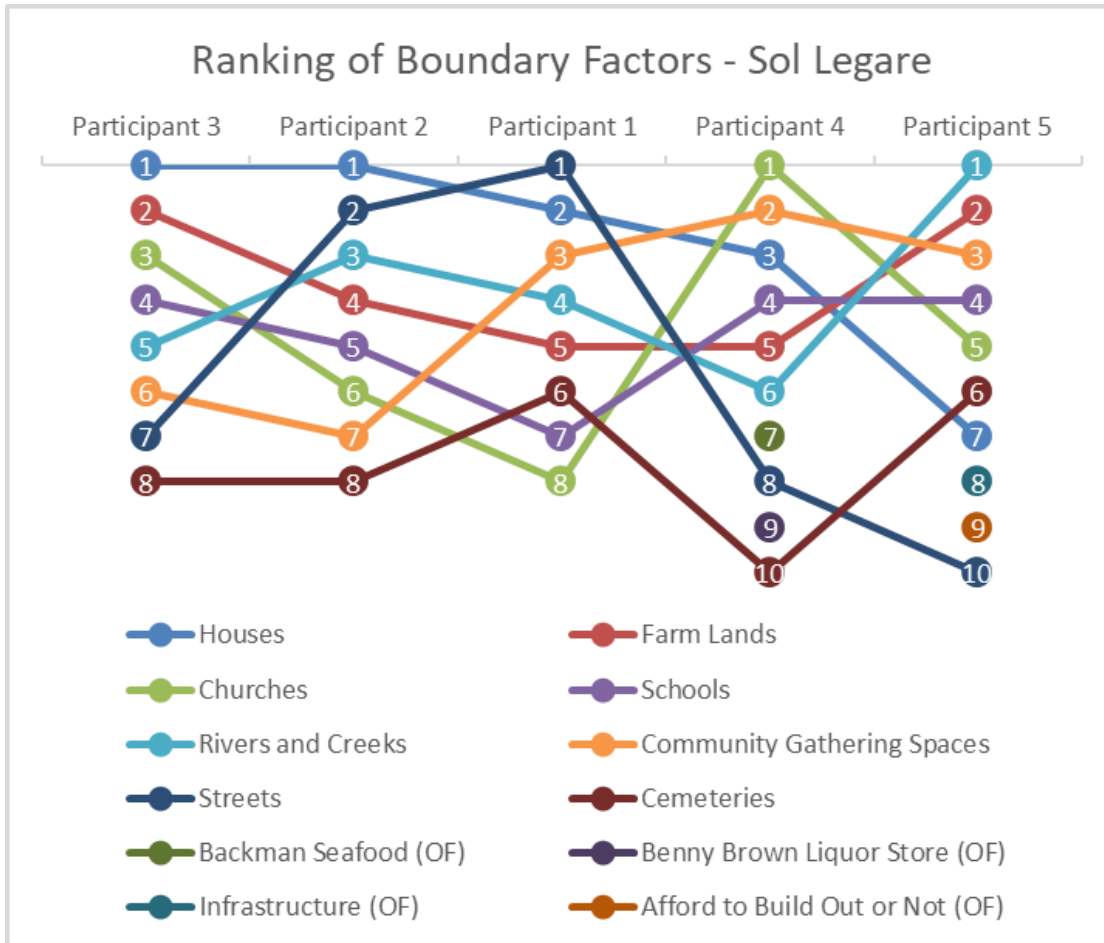 Ranking of Boundary Factors - Sol Legare
Participant 3 Participant 2 Participant 1 Participant 4 Participant 5
1 1 1 1 1
2 2 2 2 2
3 3 3 3 3
4 4 4 4 4
5 5 5 5 5
6 6 6 6 6
7 7 7 7 7
8 8 8 8 8
9 9
10 10
Houses Farm Lands
Churches Schools
Rivers and Creeks Community Gathering Spaces
Streets Cemeteries
Backman Seafood (OF) Benny Brown Liquor Store (OF)
Infrastructure (OF) Afford to Build Out or Not (OF)